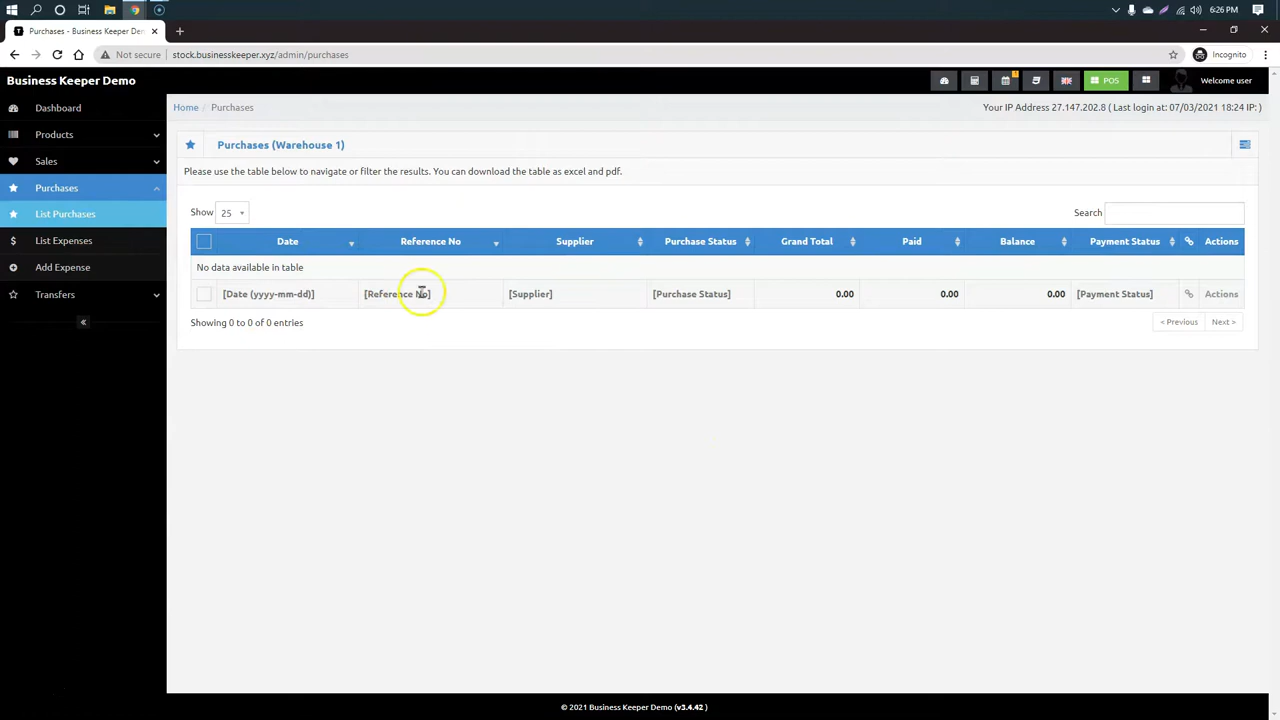 6:26 PM
Purchases - Business Keeper Dem
Not secure stock.businesskeeper.xyz/admin/purchases Incognito
Business Keeper Demo POS Welcome user
Dashboard
Products
Sales
Purchases
List Purchases
List Expenses
Add Expense
Transfers
Home / Purchases Your IP Address 27.147.202.8 ( Last login at: 07/03/2021 18:24 IP: )
Purchases (Warehouse 1)
Please use the table below to navigate or filter the results. You can download the table as excel and pdf.
Show 25 Search
Date Reference No Supplier Purchase Status Grand Total Paid Balance Payment Status Actions
No data available in table
[Date (yyyy-mm-dd)] [Reference No] [Supplier] [Purchase Status] 0.00 0.00 0.00 [Payment Status] Actions
Showing 0 to 0 of 0 entries < Previous Next >
© 2021 Business Keeper Demo (v3.4.42 )